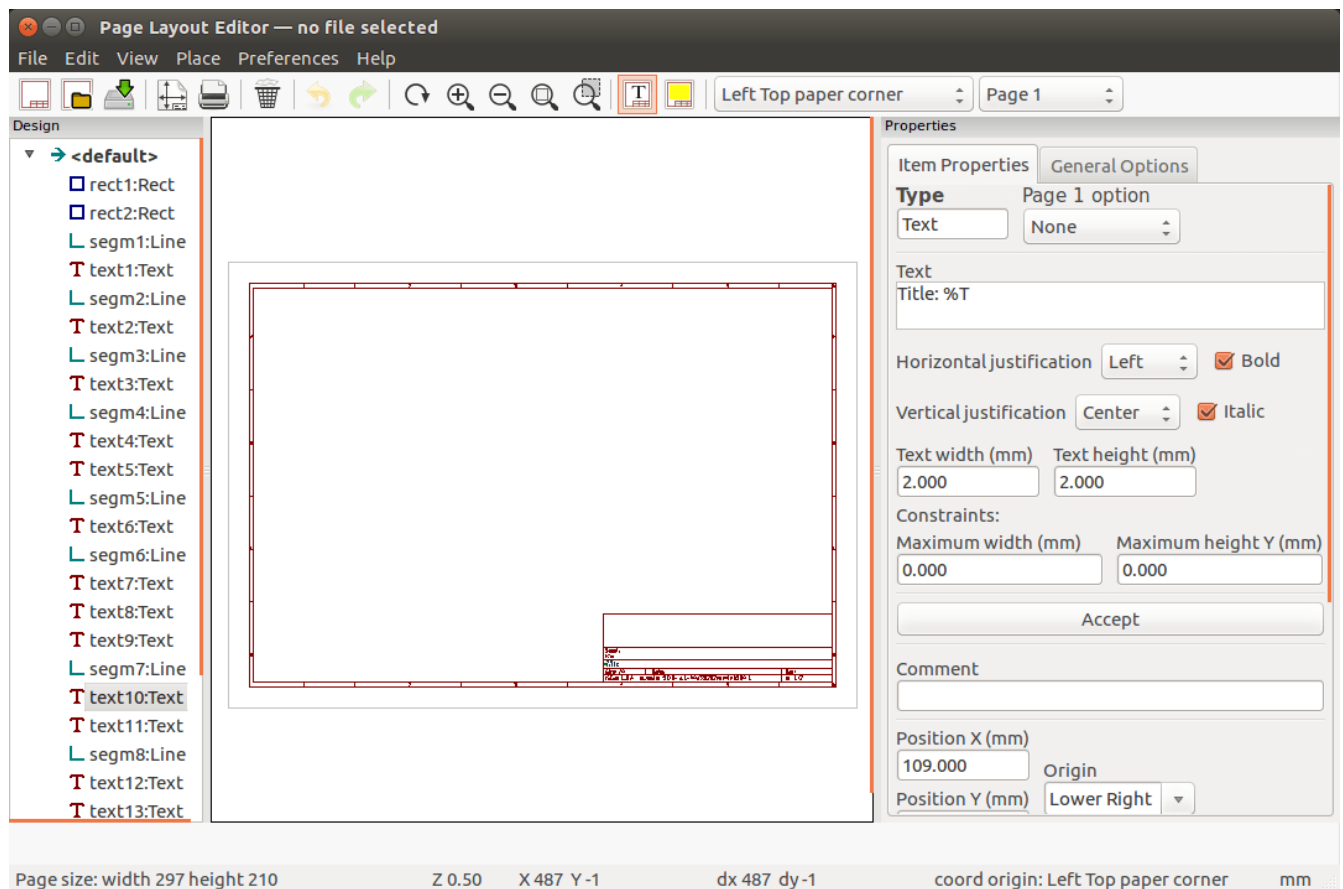 Page Layout Editor — no file selected
File Edit View Place Preferences Help
Left Top paper corner Page 1
Design
<default>
rect1:Rect
rect2:Rect
segm1:Line
text1:Text
segm2:Line
text2:Text
segm3:Line
text3:Text
segm4:Line
text4:Text
text5:Text
segm5:Line
text6:Text
segm6:Line
text7:Text
text8:Text
text9:Text
segm7:Line
text10:Text
text11:Text
segm8:Line
text12:Text
text13:Text
Properties
Item Properties General Options
Type Page 1 option
Text None
Text
Title: %T
Horizontal justification Left Bold
Vertical justification Center Italic
Text width (mm) Text height (mm)
2.000 2.000
Constraints:
Maximum width (mm) Maximum height Y (mm)
0.000 0.000
Accept
Comment
Position X (mm)
109.000 Origin
Position Y (mm) Lower Right
Page size: width 297 height 210 Z 0.50 X 487 Y -1 dx 487 dy -1 coord origin: Left Top paper corner mm